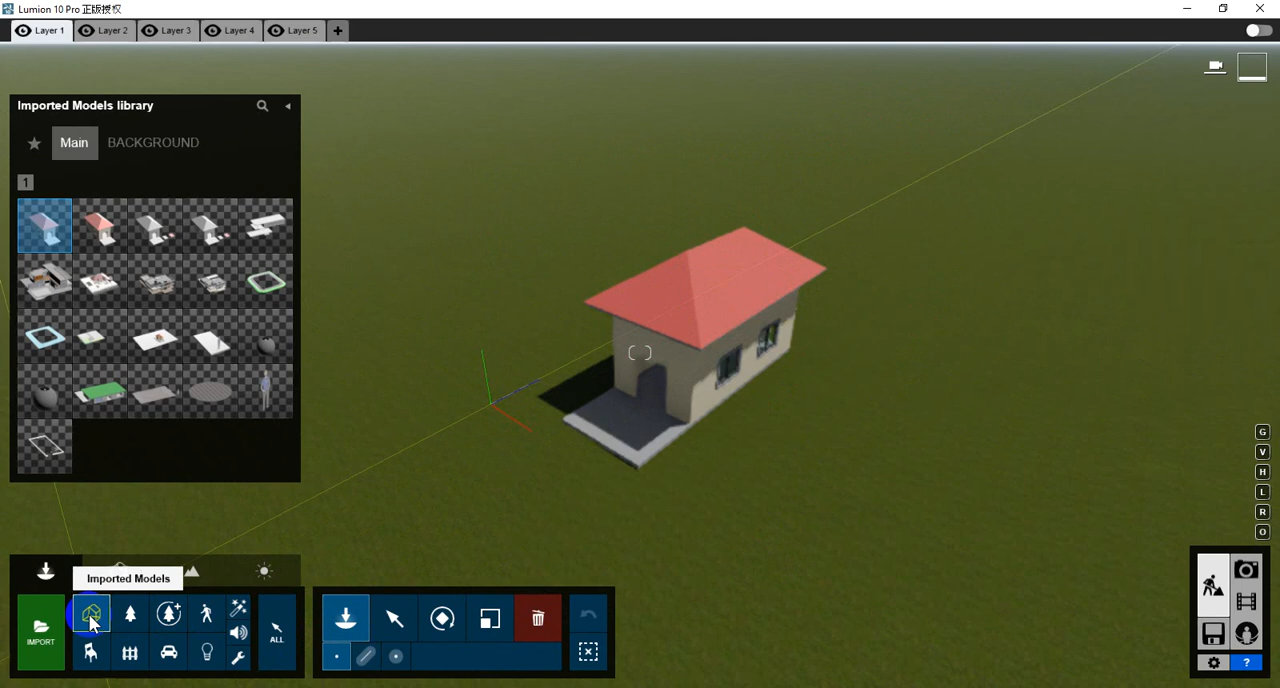 Lumion 10 Pro 正版授权
Layer 1
Layer 2
Layer 3
Layer 4
Layer 5
+
Imported Models library
Main
BACKGROUND
1
G
V
H
L
R
O
Imported Models
IMPORT
ALL
?